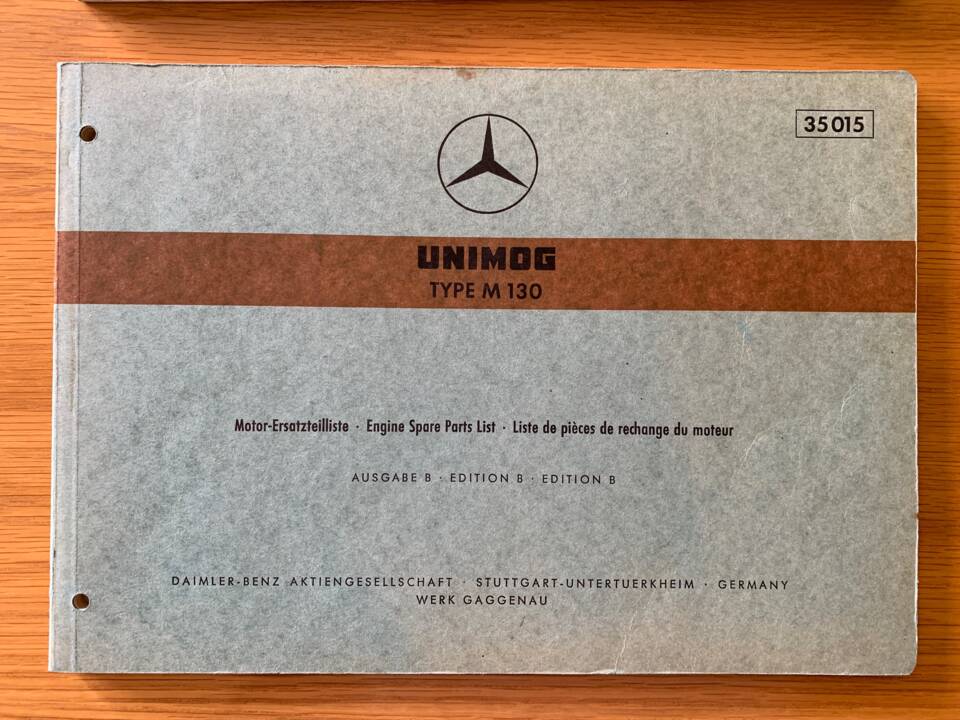 35015
UNIMOG
TYPE M 130
Motor-Ersatzteilliste · Engine Spare Parts List · Liste de pièces de rechange du moteur
AUSGABE B · EDITION B · EDITION B
DAIMLER-BENZ AKTIENGESELLSCHAFT · STUTTGART-UNTERTUERKHEIM · GERMANY
WERK GAGGENAU